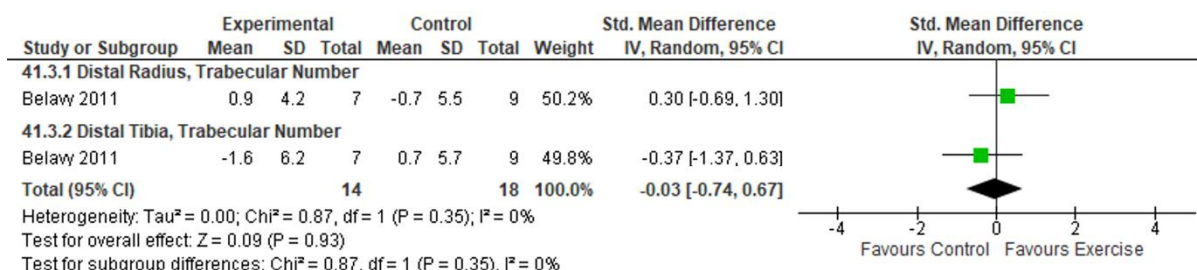 Experimental Control Std. Mean Difference Std. Mean Difference
Study or Subgroup Mean SD Total Mean SD Total Weight IV, Random, 95% CI IV, Random, 95% CI
41.3.1 Distal Radius, Trabecular Number
Belavy 2011 0.9 4.2 7 -0.7 5.5 9 50.2% 0.30 [-0.69, 1.30]
41.3.2 Distal Tibia, Trabecular Number
Belavy 2011 -1.6 6.2 7 0.7 5.7 9 49.8% -0.37 [-1.37, 0.63]
Total (95% CI) 14 18 100.0% -0.03 [-0.74, 0.67]
Heterogeneity: Tau² = 0.00; Chi² = 0.87, df = 1 (P = 0.35); I² = 0%
Test for overall effect: Z = 0.09 (P = 0.93)
Test for subgroup differences: Chi² = 0.87, df = 1 (P = 0.35), I² = 0%
-4 -2 0 2 4
Favours Control Favours Exercise